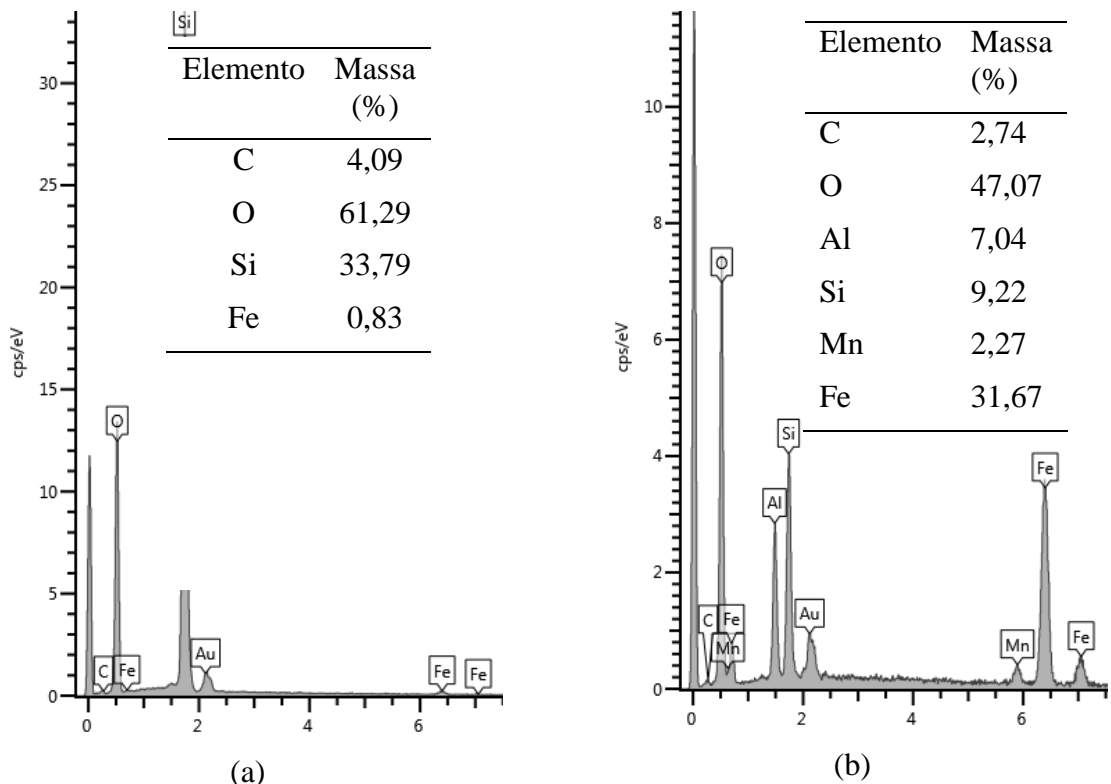 Si
Elemento Massa
(%)
C 4,09
O 61,29
Si 33,79
Fe 0,83
30
25
20
15
10
5
0
cps/eV
O
C
Fe
Au
Fe
Fe
0 2 4 6
(a)
Elemento Massa
(%)
C 2,74
O 47,07
Al 7,04
Si 9,22
Mn 2,27
Fe 31,67
10
8
6
4
2
0
cps/eV
O
Si
Al
Fe
C
Fe
Mn
Au
Mn
Fe
0 2 4 6
(b)